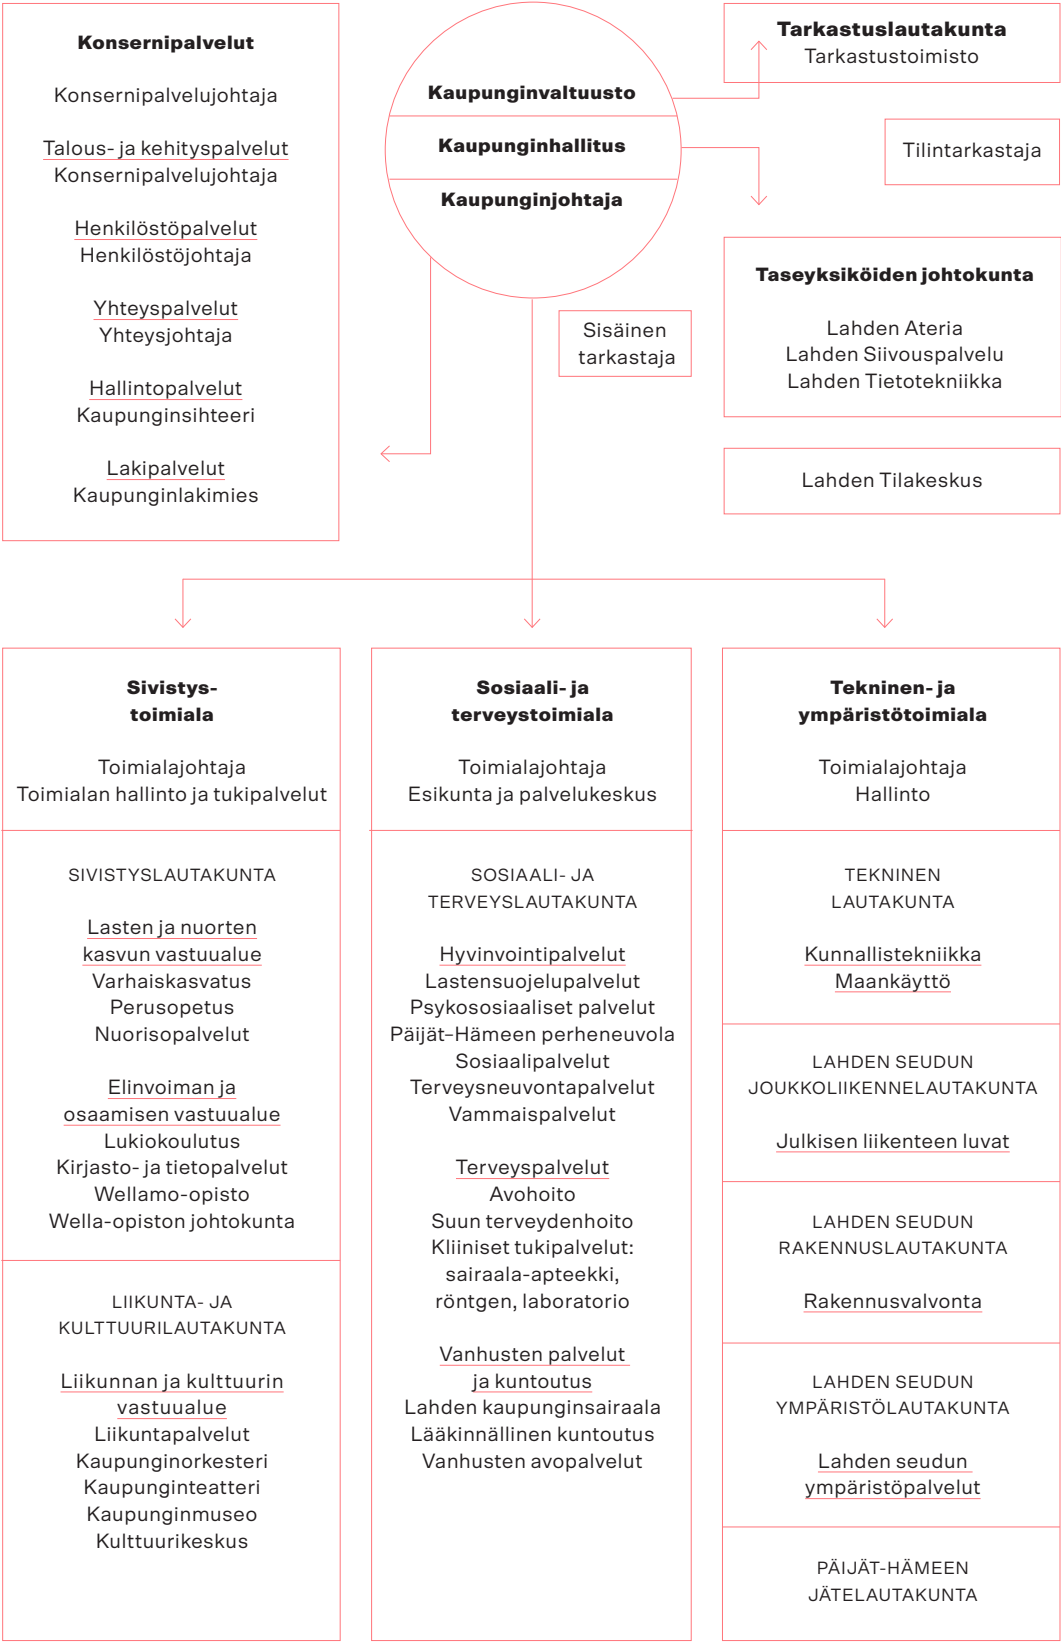 Konsernipalvelut
Konsernipalvelujohtaja
Talous- ja kehityspalvelut
Konsernipalvelujohtaja
Henkilöstöpalvelut
Henkilöstöjohtaja
Yhteyspalvelut
Yhteysjohtaja
Hallintopalvelut
Kaupunginsihteeri
Lakipalvelut
Kaupunginlakimies
Kaupunginvaltuusto
Kaupunginhallitus
Kaupunginjohtaja
Sisäinen
tarkastaja
Tarkastuslautakunta
Tarkastustoimisto
Tilintarkastaja
Taseyksiköiden johtokunta
Lahden Ateria
Lahden Siivouspalvelu
Lahden Tietotekniikka
Lahden Tilakeskus
Sivistys-
toimiala
Toimialajohtaja
Toimialan hallinto ja tukipalvelut
SIVISTYSLAUTAKUNTA
Lasten ja nuorten
kasvun vastuualue
Varhaiskasvatus
Perusopetus
Nuorisopalvelut
Elinvoiman ja
osaamisen vastuualue
Lukiokoulutus
Kirjasto- ja tietopalvelut
Wellamo-opisto
Wella-opiston johtokunta
LIIKUNTA- JA
KULTTUURILAUTAKUNTA
Liikunnan ja kulttuurin
vastuualue
Liikuntapalvelut
Kaupunginorkesteri
Kaupunginteatteri
Kaupunginmuseo
Kulttuurikeskus
Sosiaali- ja
terveystoimiala
Toimialajohtaja
Esikunta ja palvelukeskus
SOSIAALI- JA
TERVEYSLAUTAKUNTA
Hyvinvointipalvelut
Lastensuojelupalvelut
Psykososiaaliset palvelut
Päijät–Hämeen perheneuvola
Sosiaalipalvelut
Terveysneuvontapalvelut
Vammaispalvelut
Terveyspalvelut
Avohoito
Suun terveydenhoito
Kliiniset tukipalvelut:
sairaala-apteekki,
röntgen, laboratorio
Vanhusten palvelut
ja kuntoutus
Lahden kaupunginsairaala
Lääkinnällinen kuntoutus
Vanhusten avopalvelut
Tekninen- ja
ympäristötoimiala
Toimialajohtaja
Hallinto
TEKNINEN
LAUTAKUNTA
Kunnallistekniikka
Maankäyttö
LAHDEN SEUDUN
JOUKKOLIIKENNELAUTAKUNTA
Julkisen liikenteen luvat
LAHDEN SEUDUN
RAKENNUSLAUTAKUNTA
Rakennusvalvonta
LAHDEN SEUDUN
YMPÄRISTÖLAUTAKUNTA
Lahden seudun
ympäristöpalvelut
PÄIJÄT-HÄMEEN
JÄTELAUTAKUNTA